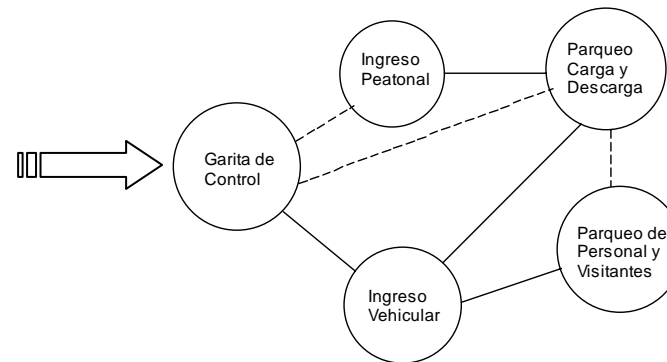 Ingreso
Peatonal
Parqueo
Carga y
Descarga
Garita de
Control
Parqueo de
Personal y
Visitantes
Ingreso
Vehicular